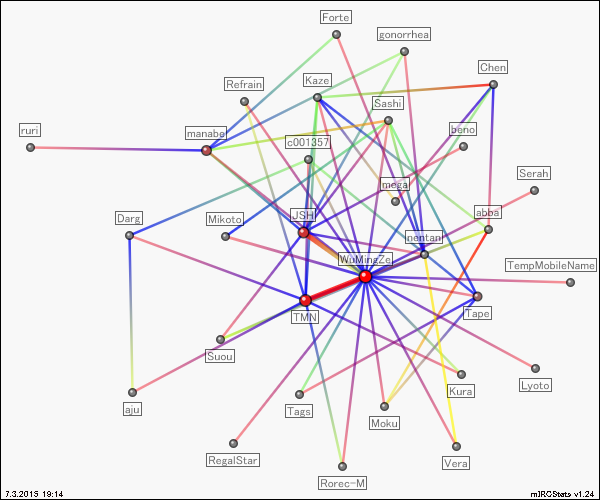 Forte
gonorrhea
Chen
Kaze
Refrain
Sashi
ruri
manabe
beno
c001357
Serah
mega
abba
JSH
Darg
Mikoto
nentan
WuMingZe
TempMobileName
TMN
Tape
Suou
Kura
Lyoto
aju
Tags
Moku
RegalStar
Vera
Rorec-M
7.3.2015 19:14
mIRCStats v1.24